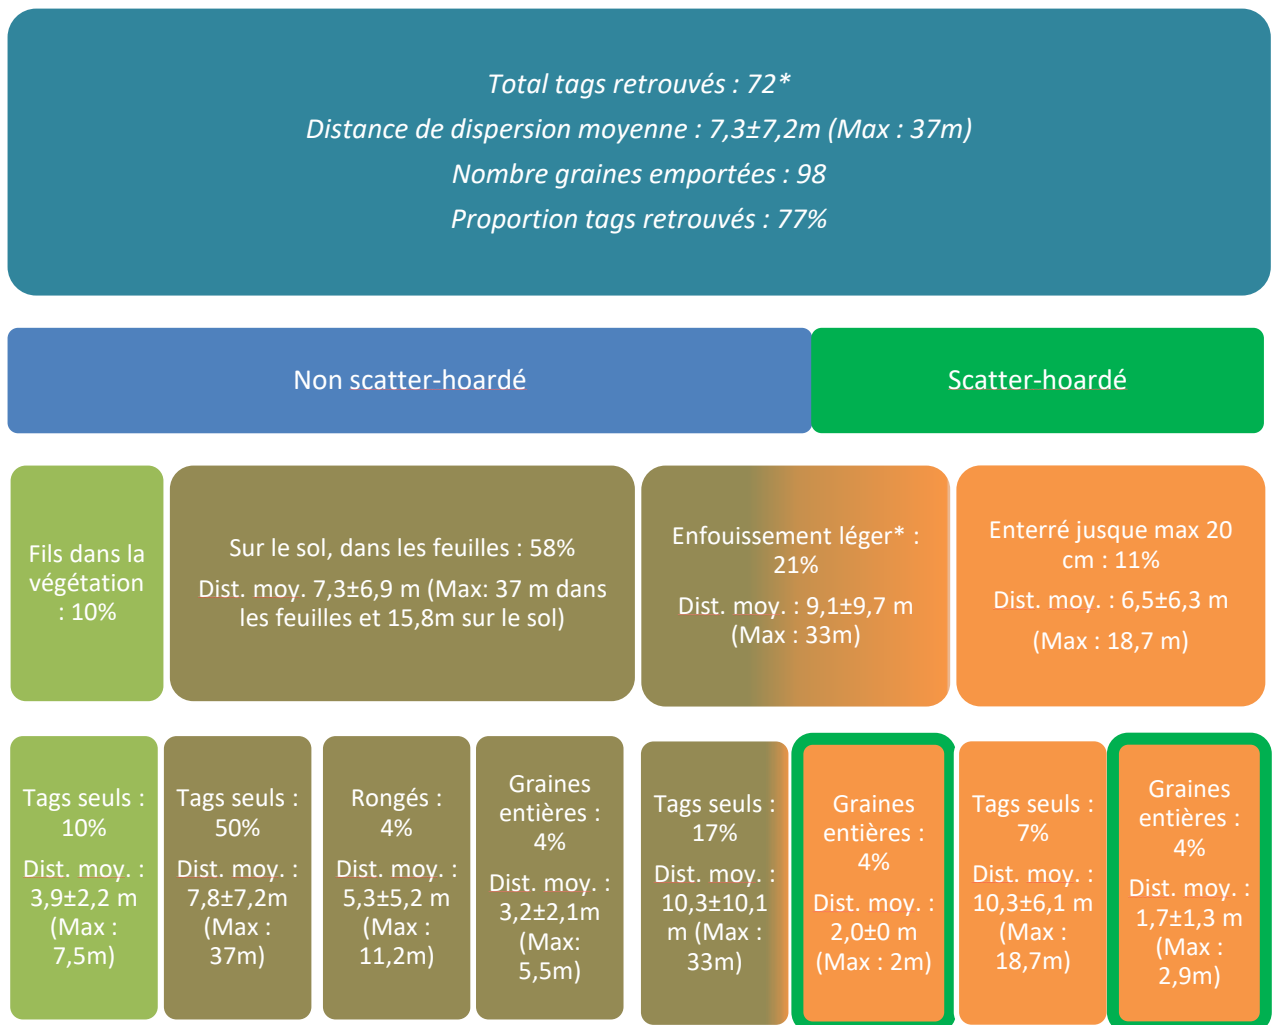 Total tags retrouvés : 72*
Distance de dispersion moyenne : 7,3±7,2m (Max : 37m)
Nombre graines emportées : 98
Proportion tags retrouvés : 77%
Non scatter-hoardé
Scatter-hoardé
Fils dans la
végétation
: 10%
Sur le sol, dans les feuilles : 58%
Dist. moy. 7,3±6,9 m (Max: 37 m dans
les feuilles et 15,8m sur le sol)
Enfouissement léger* :
21%
Dist. moy. : 9,1±9,7 m
(Max : 33m)
Enterré jusque max 20
cm : 11%
Dist. moy. : 6,5±6,3 m
(Max : 18,7 m)
Tags seuls :
10%
Dist. moy. :
3,9±2,2 m
(Max :
7,5m)
Tags seuls :
50%
Dist. moy. :
7,8±7,2m
(Max :
37m)
Rongés :
4%
Dist. moy. :
5,3±5,2 m
(Max :
11,2m)
Graines
entières :
4%
Dist. moy. :
3,2±2,1m
(Max:
5,5m)
Tags seuls :
17%
Dist. moy. :
10,3±10,1
m (Max :
33m)
Graines
entières :
4%
Dist. moy. :
2,0±0 m
(Max : 2m)
Tags seuls :
7%
Dist. moy. :
10,3±6,1 m
(Max :
18,7m)
Graines
entières :
4%
Dist. moy. :
1,7±1,3 m
(Max :
2,9m)